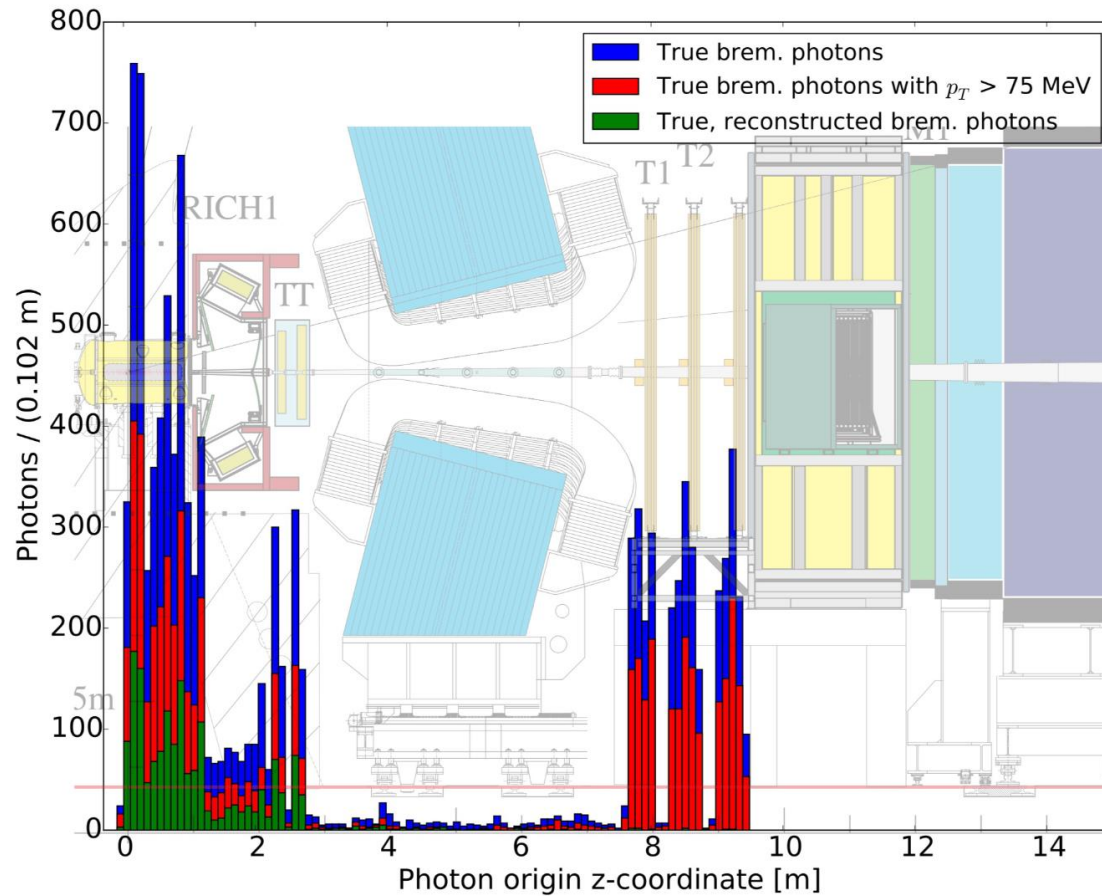 800
700
600
500
400
300
200
100
0
Photons / (0.102 m)
True brem. photons
True brem. photons with p_T > 75 MeV
True, reconstructed brem. photons
M1
T2
T1
RICH1
TT
5m
0 2 4 6 8 10 12 14
Photon origin z-coordinate [m]